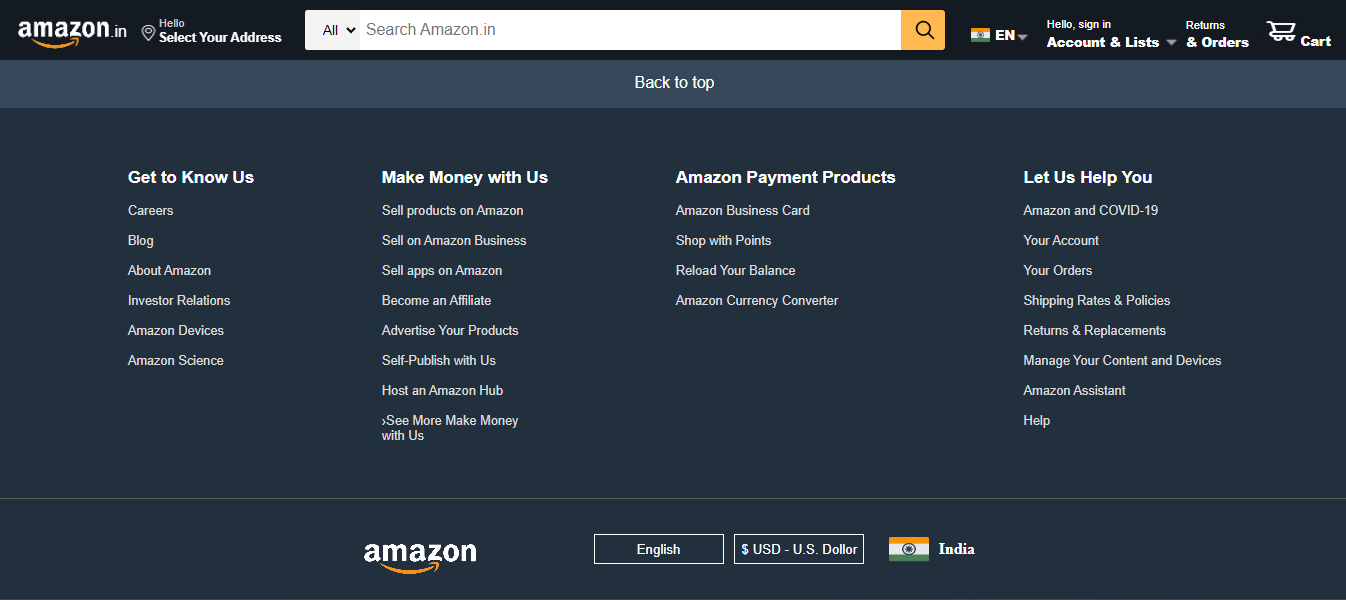 amazon.in
Hello
Select Your Address
All
Search Amazon.in
EN
Hello, sign in
Account & Lists
Returns
& Orders
Cart
Back to top
Get to Know Us
Careers
Blog
About Amazon
Investor Relations
Amazon Devices
Amazon Science
Make Money with Us
Sell products on Amazon
Sell on Amazon Business
Sell apps on Amazon
Become an Affiliate
Advertise Your Products
Self-Publish with Us
Host an Amazon Hub
›See More Make Money
with Us
Amazon Payment Products
Amazon Business Card
Shop with Points
Reload Your Balance
Amazon Currency Converter
Let Us Help You
Amazon and COVID-19
Your Account
Your Orders
Shipping Rates & Policies
Returns & Replacements
Manage Your Content and Devices
Amazon Assistant
Help
amazon
English
$ USD - U.S. Dollor
India